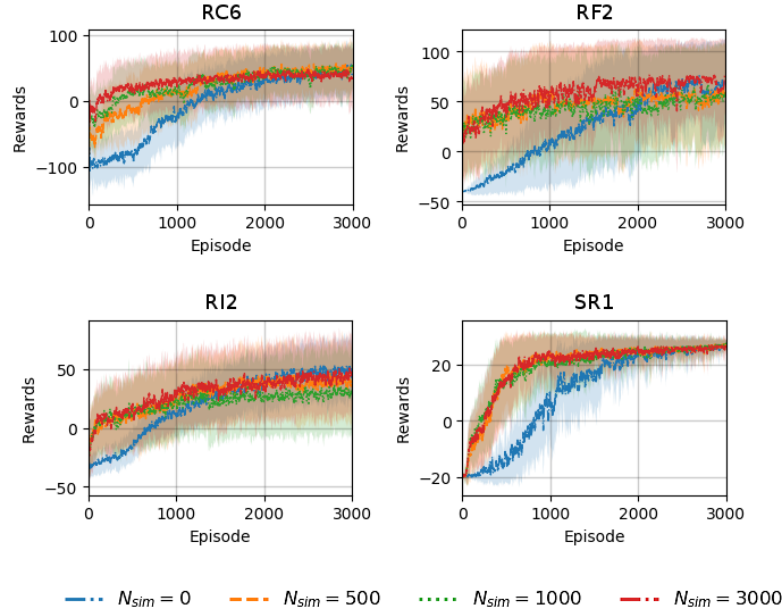 RC6
RF2
100
0
−100
Rewards
0
1000
2000
3000
Episode
100
50
0
−50
Rewards
0
1000
2000
3000
Episode
RI2
SR1
50
0
−50
Rewards
0
1000
2000
3000
Episode
20
0
−20
Rewards
0
1000
2000
3000
Episode
N_sim = 0
N_sim = 500
N_sim = 1000
N_sim = 3000